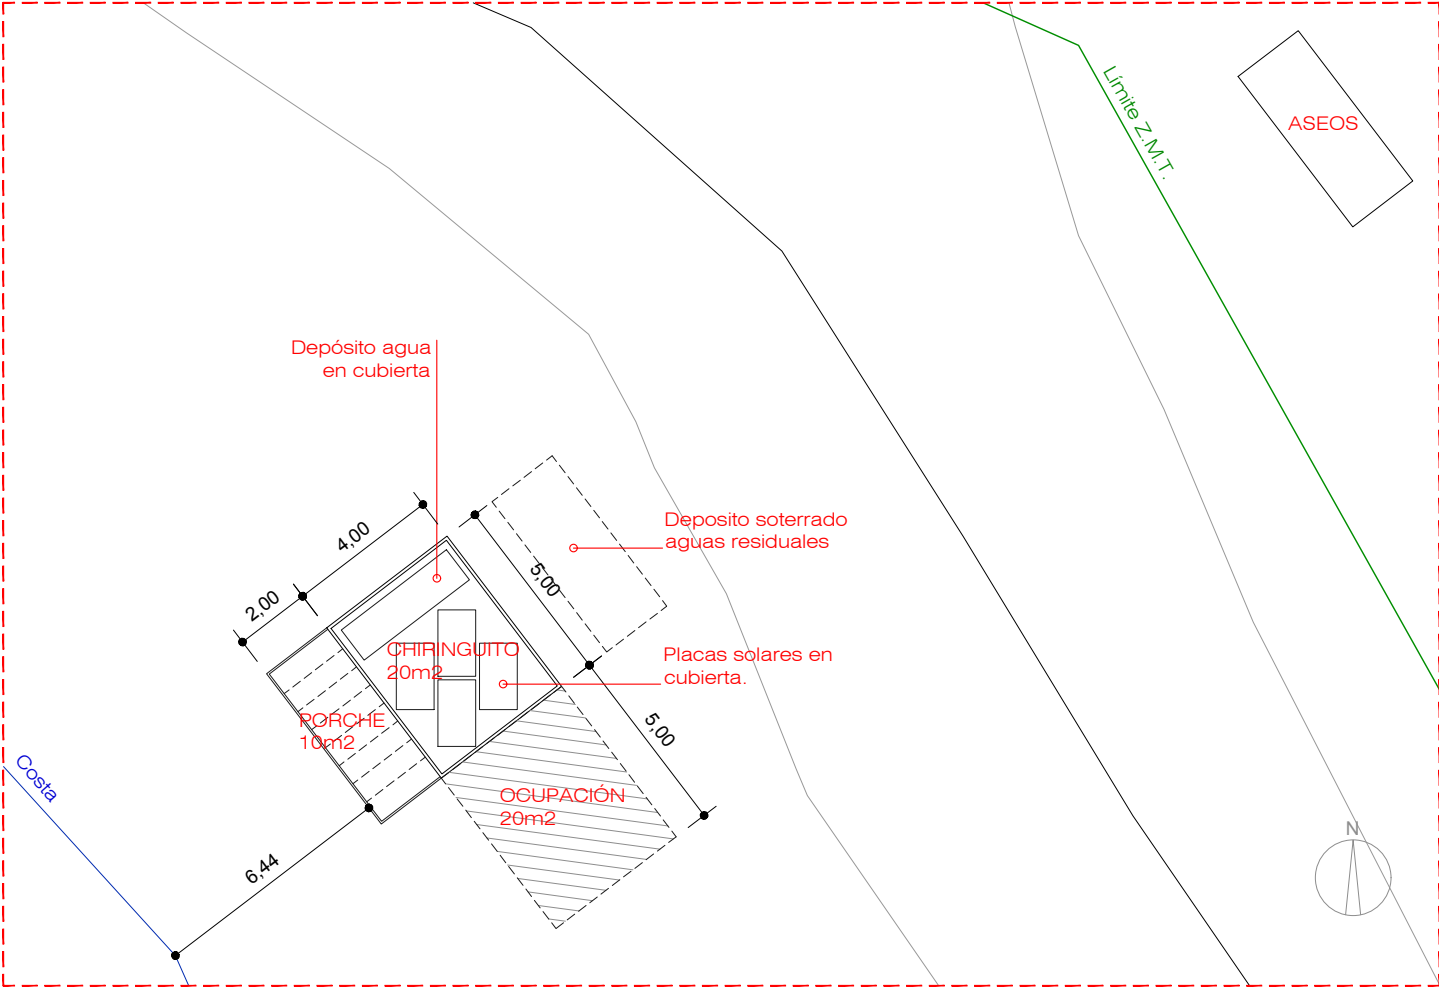 Límite Z.M.T.
ASEOS
Depósito agua
en cubierta
4,00
2,00
5,00
Deposito soterrado
aguas residuales
CHIRINGUITO
20m2
Placas solares en
cubierta.
PORCHE
10m2
5,00
OCUPACIÓN
20m2
Costa
6,44
N